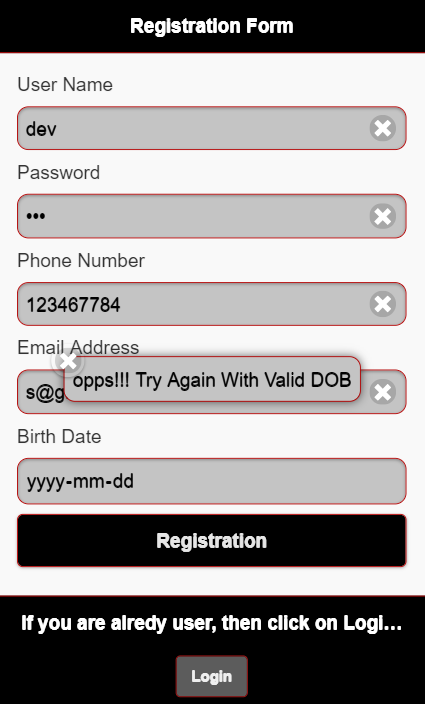 Registration Form
User Name
dev
Password
•••
Phone Number
123467784
Email Address
opps!!! Try Again With Valid DOB
s@g
Birth Date
yyyy-mm-dd
Registration
If you are alredy user, then click on Logi…
Login